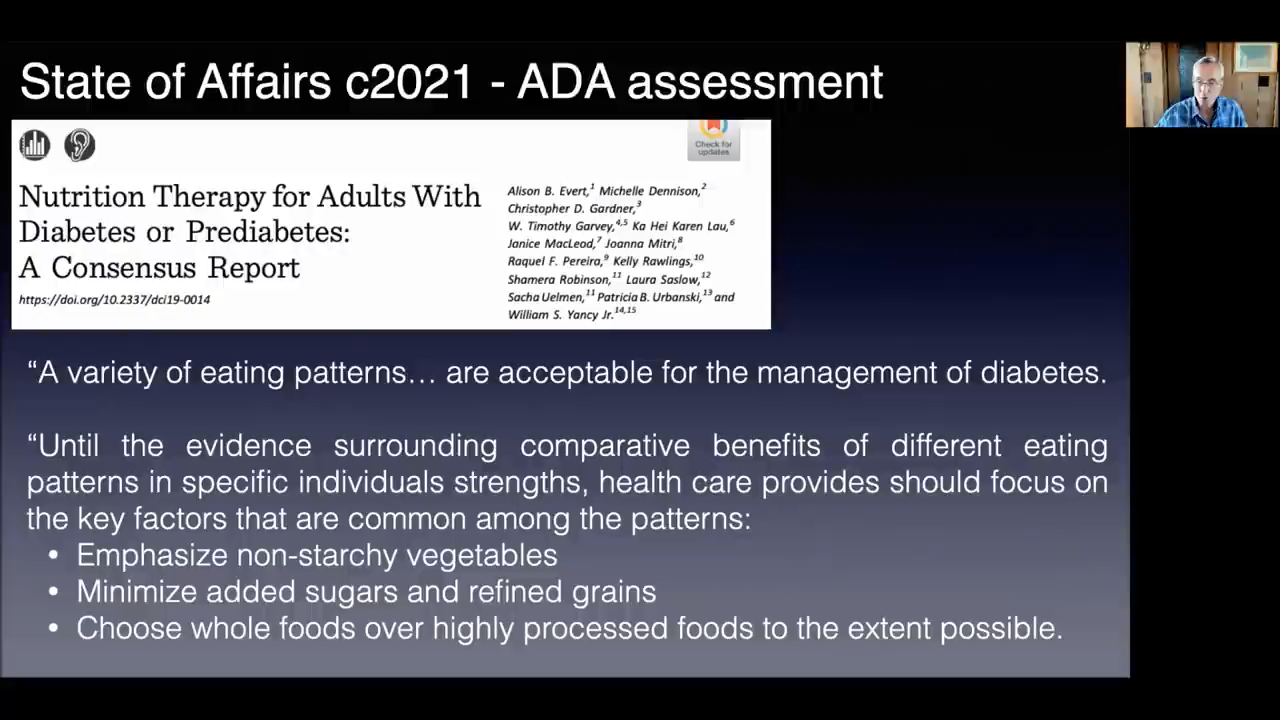 State of Affairs c2021 - ADA assessment
Check for
updates
Nutrition Therapy for Adults With
Diabetes or Prediabetes:
A Consensus Report
https://doi.org/10.2337/dci19-0014
Alison B. Evert,1 Michelle Dennison,2
Christopher D. Gardner,3
W. Timothy Garvey,4,5 Ka Hei Karen Lau,6
Janice MacLeod,7 Joanna Mitri,8
Raquel F. Pereira,9 Kelly Rawlings,10
Shamera Robinson,11 Laura Saslow,12
Sacha Uelmen,11 Patricia B. Urbanski,13 and
William S. Yancy Jr.14,15
“A variety of eating patterns… are acceptable for the management of diabetes.
“Until the evidence surrounding comparative benefits of different eating
patterns in specific individuals strengths, health care provides should focus on
the key factors that are common among the patterns:
• Emphasize non-starchy vegetables
• Minimize added sugars and refined grains
• Choose whole foods over highly processed foods to the extent possible.